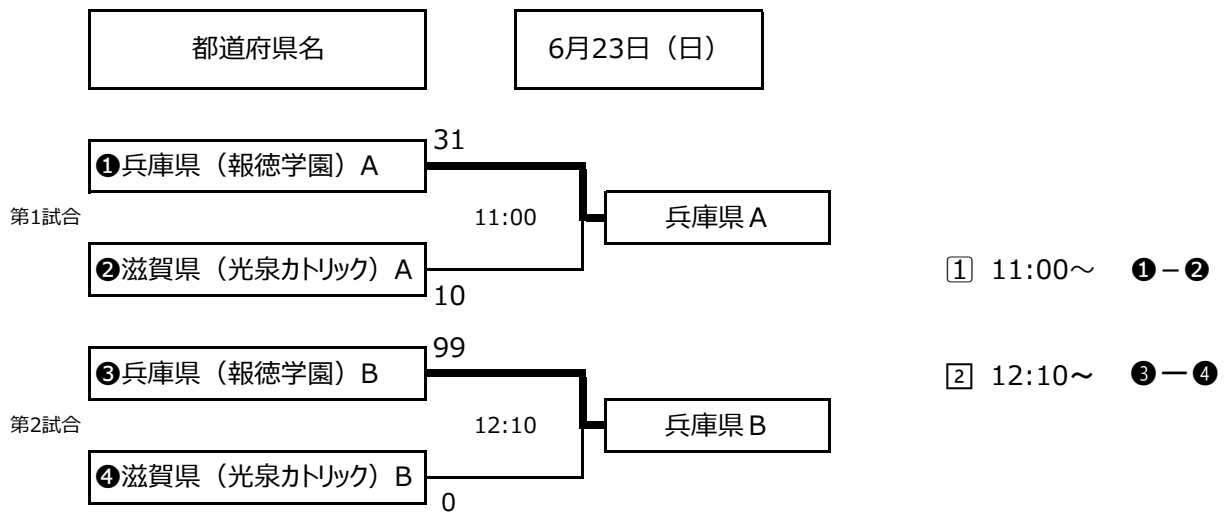 都道府県名
6月23日（日）
31
❶兵庫県（報徳学園）A
第1試合
11:00
兵庫県A
❷滋賀県（光泉カトリック）A
10
1 11:00～ ❶－❷
99
❸兵庫県（報徳学園）B
2 12:10～ ❸ー❹
第2試合
12:10
兵庫県B
❹滋賀県（光泉カトリック）B
0